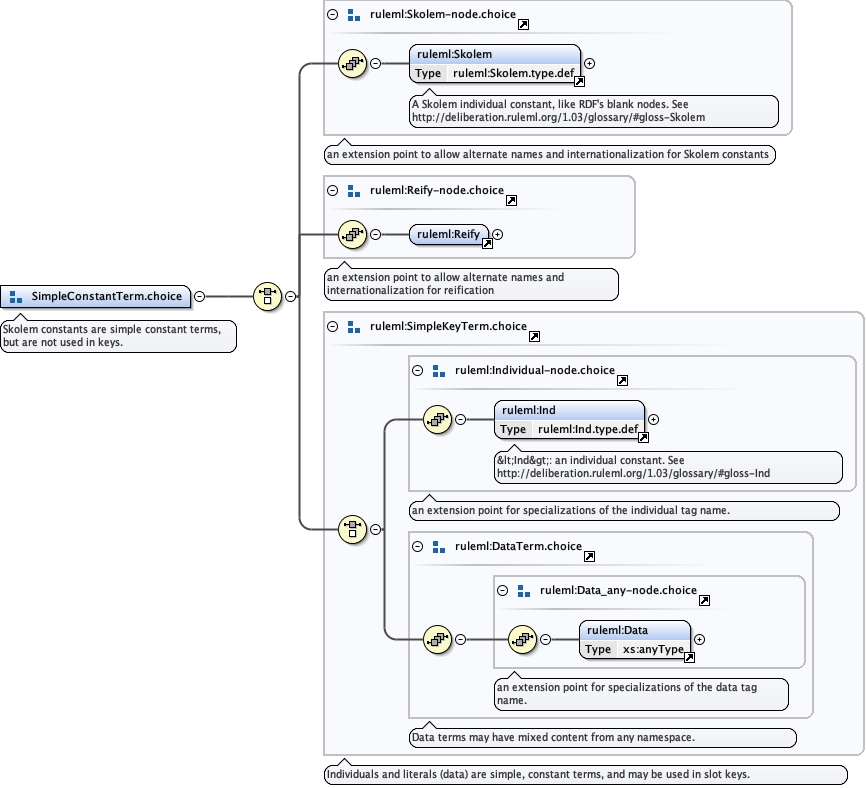 ruleml:Skolem-node.choice
ruleml:Skolem
Type ruleml:Skolem.type.def
A Skolem individual constant, like RDF's blank nodes. See
http://deliberation.ruleml.org/1.03/glossary/#gloss-Skolem
an extension point to allow alternate names and internationalization for Skolem constants
ruleml:Reify-node.choice
ruleml:Reify
an extension point to allow alternate names and
internationalization for reification
SimpleConstantTerm.choice
Skolem constants are simple constant terms,
but are not used in keys.
ruleml:SimpleKeyTerm.choice
ruleml:Individual-node.choice
ruleml:Ind
Type ruleml:Ind.type.def
&lt;Ind&gt;: an individual constant. See
http://deliberation.ruleml.org/1.03/glossary/#gloss-Ind
an extension point for specializations of the individual tag name.
ruleml:DataTerm.choice
ruleml:Data_any-node.choice
ruleml:Data
Type xs:anyType
an extension point for specializations of the data tag
name.
Data terms may have mixed content from any namespace.
Individuals and literals (data) are simple, constant terms, and may be used in slot keys.